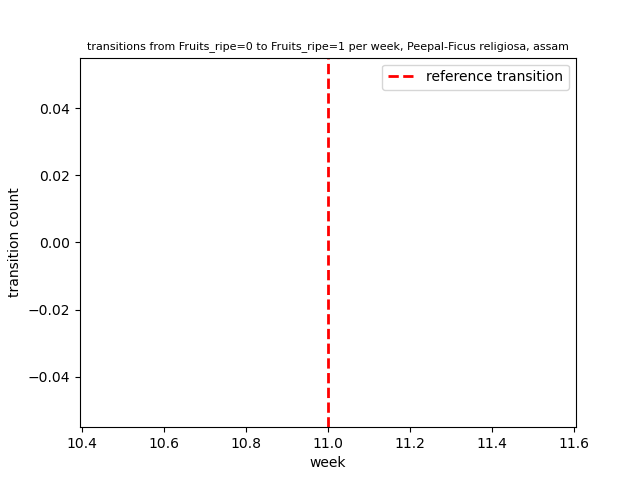 transitions from Fruits_ripe=0 to Fruits_ripe=1 per week, Peepal-Ficus religiosa, assam
reference transition
transition count
0.04
0.02
0.00
−0.02
−0.04
10.4 10.6 10.8 11.0 11.2 11.4 11.6
week